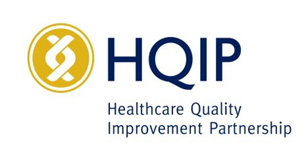 HQIP
Healthcare Quality
Improvement Partnership